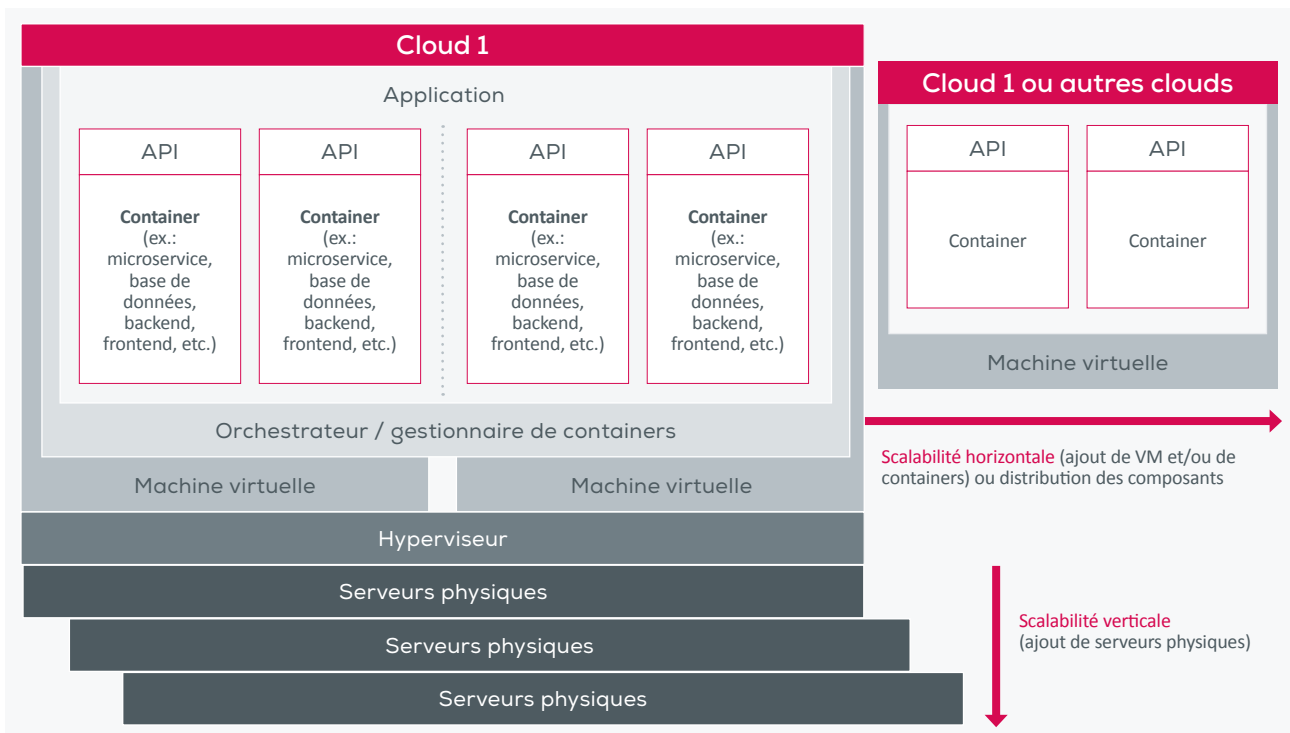 Cloud 1
Application
API
Container
(ex.:
microservice,
base de
données,
backend,
frontend, etc.)
API
Container
(ex.:
microservice,
base de
données,
backend,
frontend, etc.)
API
Container
(ex.:
microservice,
base de
données,
backend,
frontend, etc.)
API
Container
(ex.:
microservice,
base de
données,
backend,
frontend, etc.)
Orchestrateur / gestionnaire de containers
Machine virtuelle
Machine virtuelle
Hyperviseur
Serveurs physiques
Serveurs physiques
Serveurs physiques
Cloud 1 ou autres clouds
API
Container
API
Container
Machine virtuelle
Scalabilité horizontale (ajout de VM et/ou de
containers) ou distribution des composants
Scalabilité verticale
(ajout de serveurs physiques)